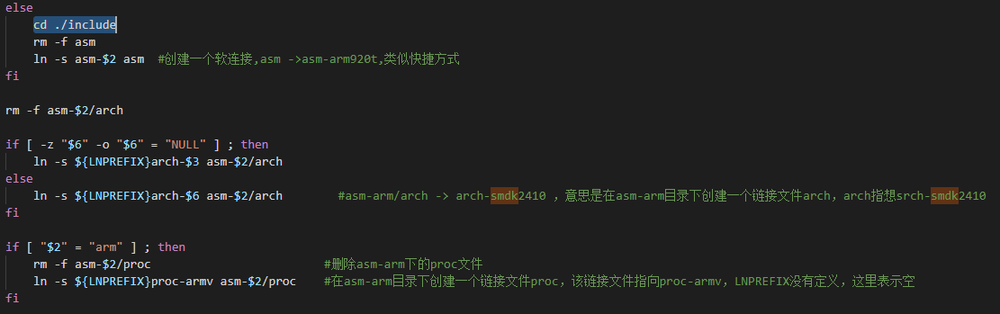 else
    cd ./include
    rm -f asm
    ln -s asm-$2 asm  #创建一个软连接,asm ->asm-arm920t,类似快捷方式
fi

rm -f asm-$2/arch

if [ -z "$6" -o "$6" = "NULL" ] ; then
    ln -s ${LNPREFIX}arch-$3 asm-$2/arch
else
    ln -s ${LNPREFIX}arch-$6 asm-$2/arch        #asm-arm/arch -> arch-smdk2410 ，意思是在asm-arm目录下创建一个链接文件arch，arch指想srch-smdk2410
fi

if [ "$2" = "arm" ] ; then
    rm -f asm-$2/proc                         #删除asm-arm下的proc文件
    ln -s ${LNPREFIX}proc-armv asm-$2/proc    #在asm-arm目录下创建一个链接文件proc，该链接文件指向proc-armv，LNPREFIX没有定义，这里表示空
fi